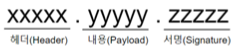 xxxxx . yyyyy . zzzzz
헤더(Header) 내용(Payload) 서명(Signature)